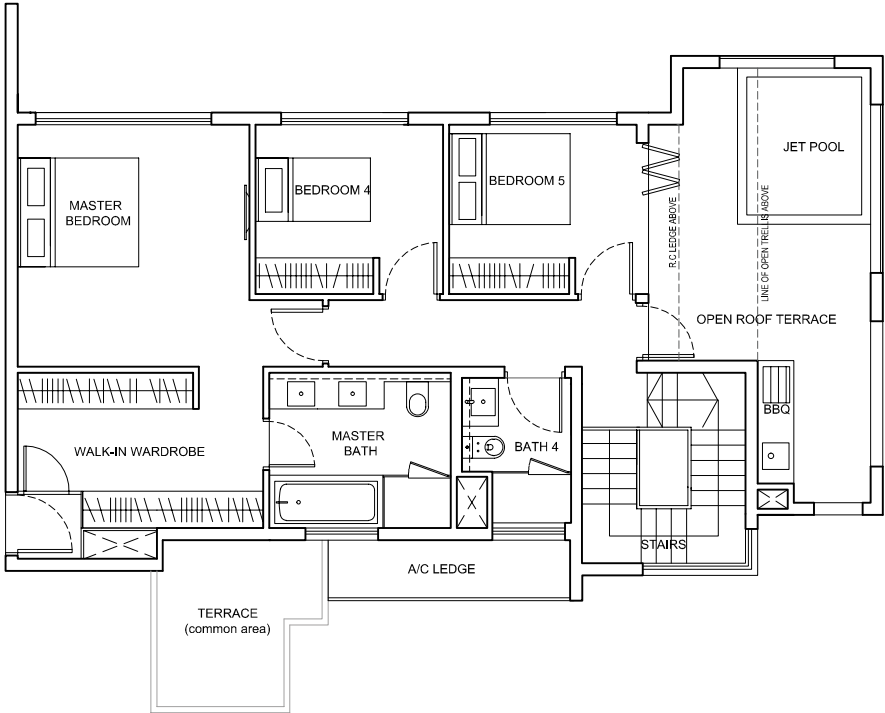 MASTER
BEDROOM
BEDROOM 4
BEDROOM 5
JET POOL
R.C LEDGE ABOVE
LINE OF OPEN TRELLIS ABOVE
OPEN ROOF TERRACE
WALK-IN WARDROBE
MASTER
BATH
BATH 4
BBQ
STAIRS
A/C LEDGE
TERRACE
(common area)